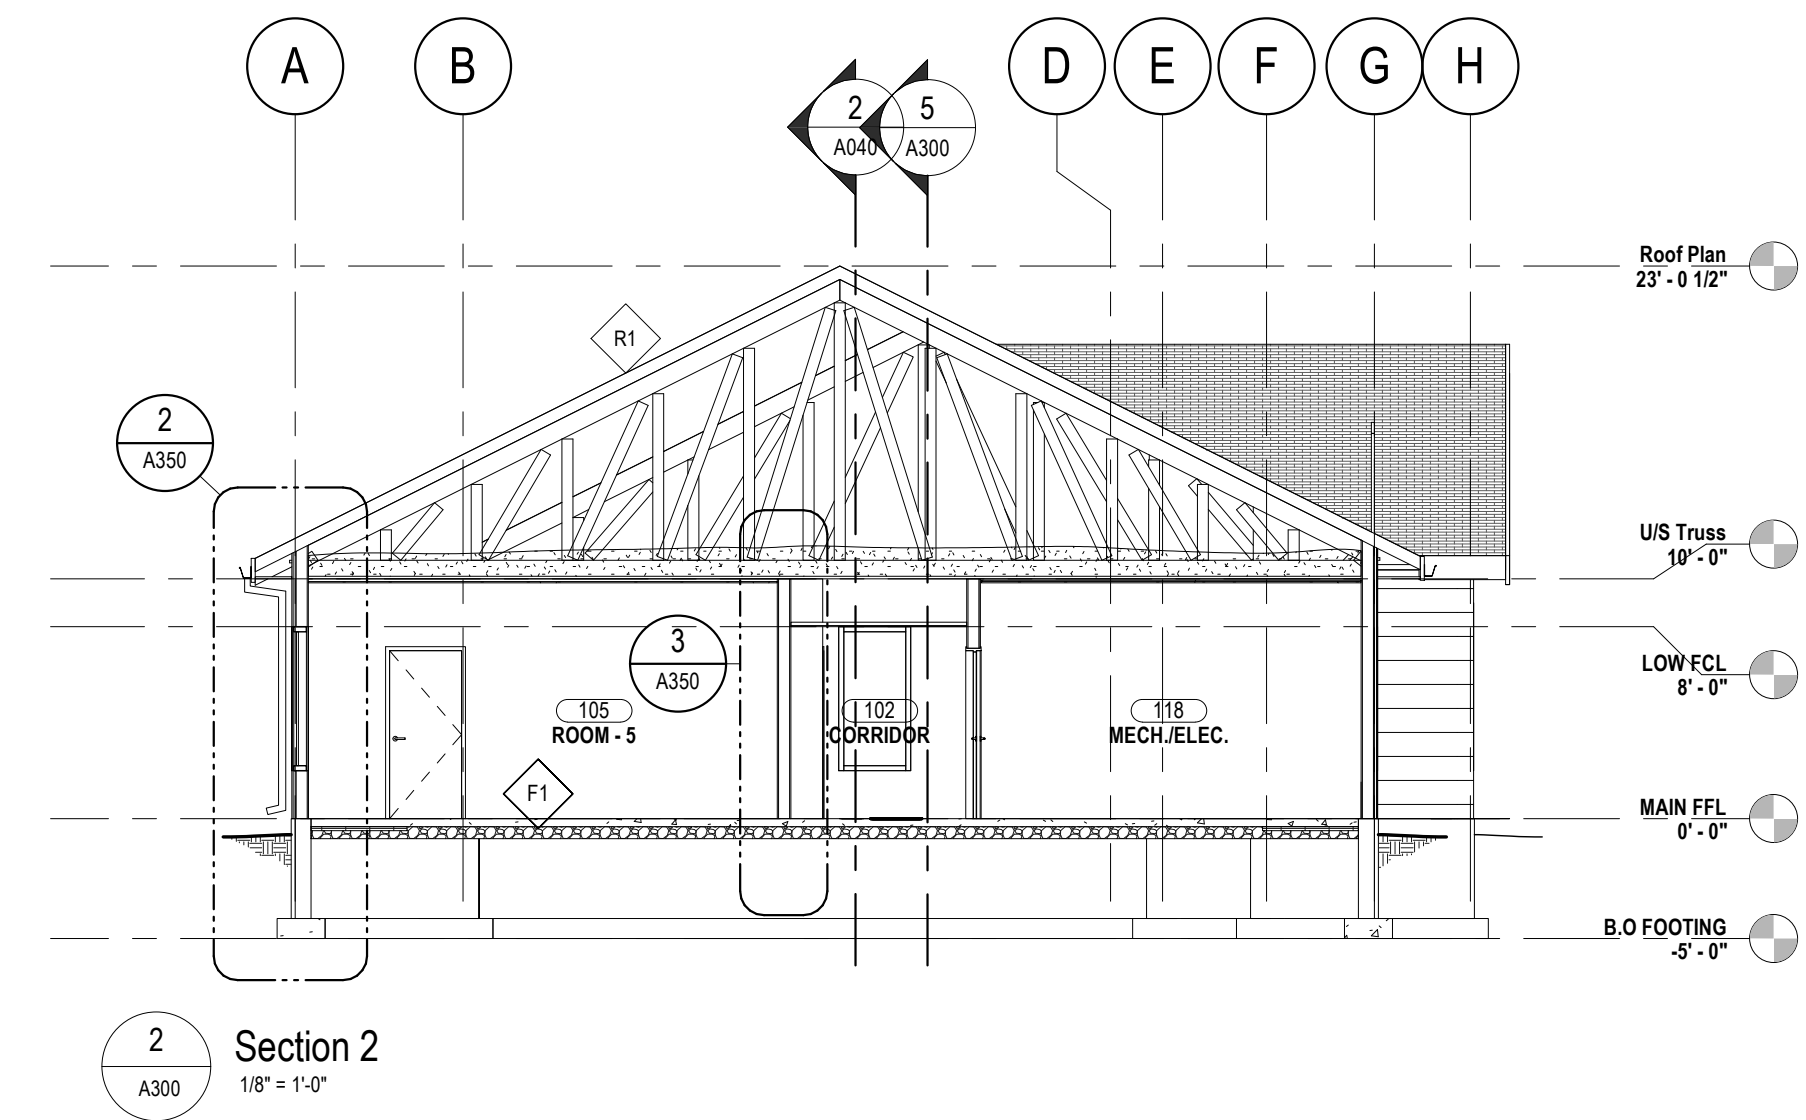 A
B
D
E
F
G
H
2
A040
5
A300
Roof Plan
23' - 0 1/2"
R1
2
A350
U/S Truss
10' - 0"
3
A350
LOW FCL
8' - 0"
105
ROOM - 5
102
CORRIDOR
118
MECH./ELEC.
F1
MAIN FFL
0' - 0"
B.O FOOTING
-5' - 0"
2
A300
Section 2
1/8" = 1'-0"